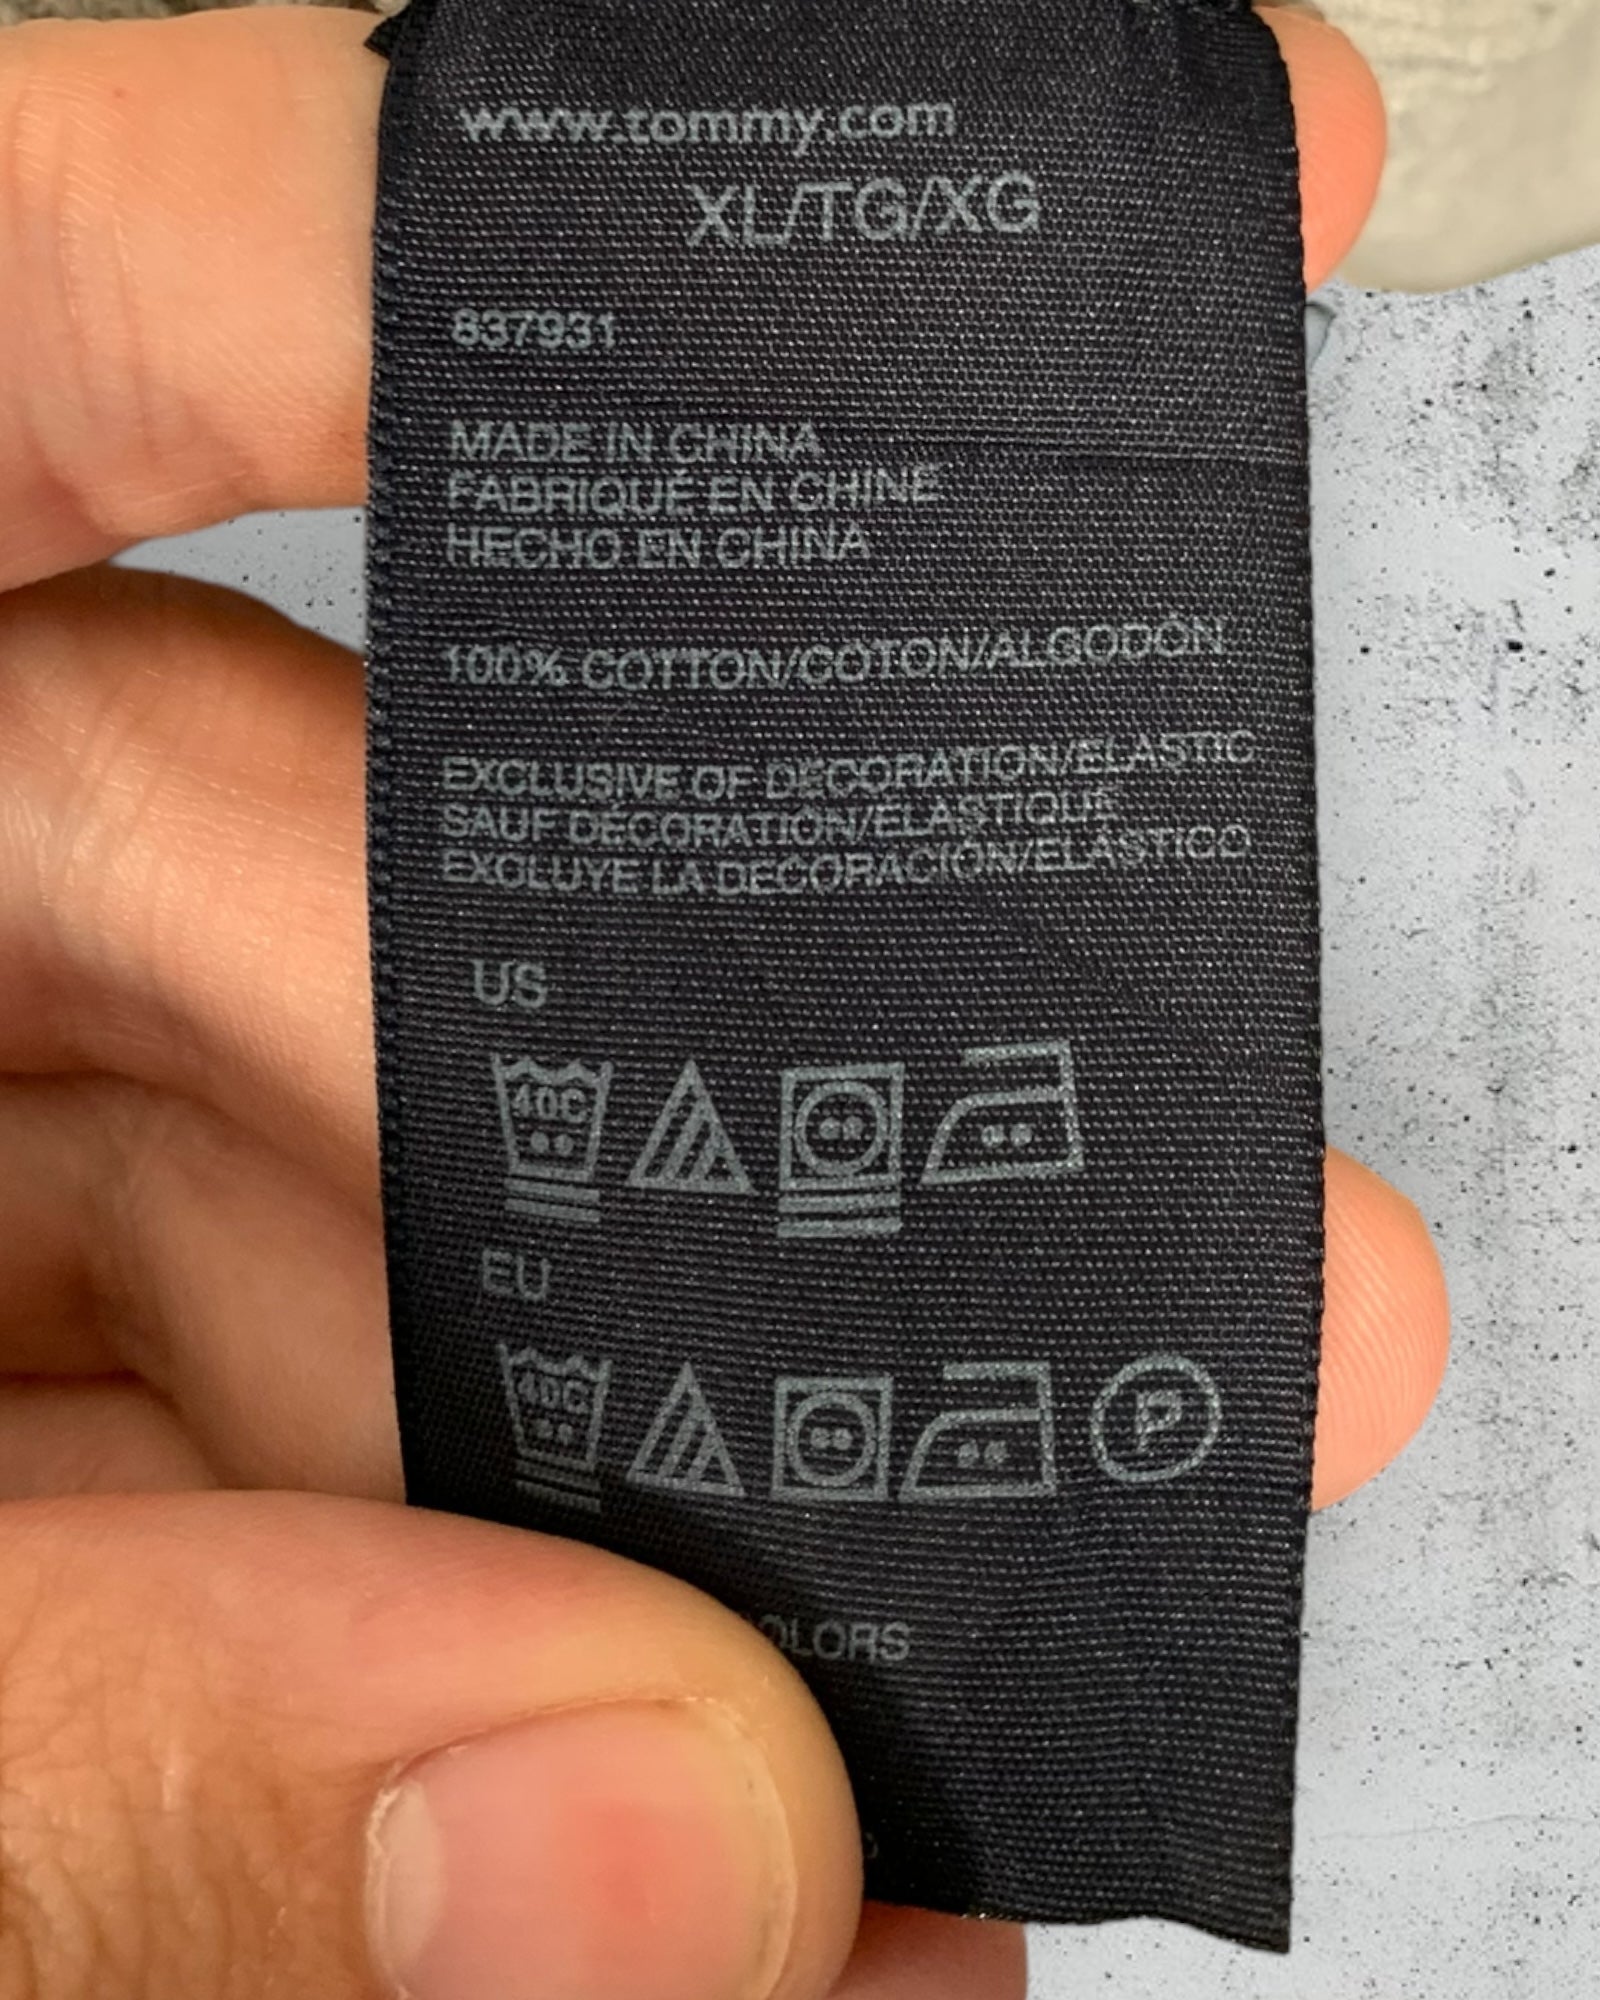 www.tommy.com
XL/TG/XG
837931
MADE IN CHINA
FABRIQUÉ EN CHINE
HECHO EN CHINA
100% COTTON/COTON/ALGODÓN
EXCLUSIVE OF DECORATION/ELASTIC
SAUF DÉCORATION/ÉLASTIQUE
EXCLUYE LA DECORACIÓN/ELÁSTICO
US
40C
EU
40C P